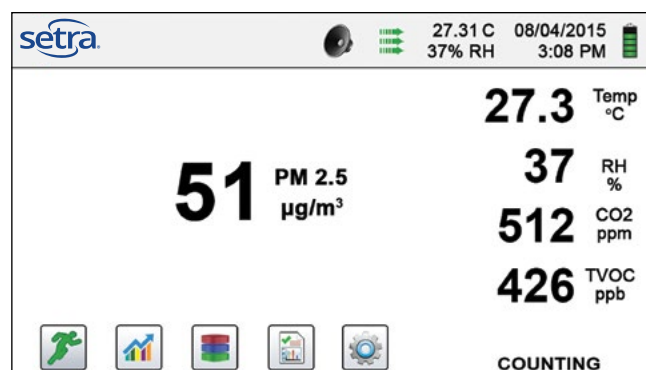 setra.
27.31 C 08/04/2015
37% RH 3:08 PM
27.3 Temp ºC
51 PM 2.5 µg/m³
37 RH %
512 CO2 ppm
426 TVOC ppb
COUNTING